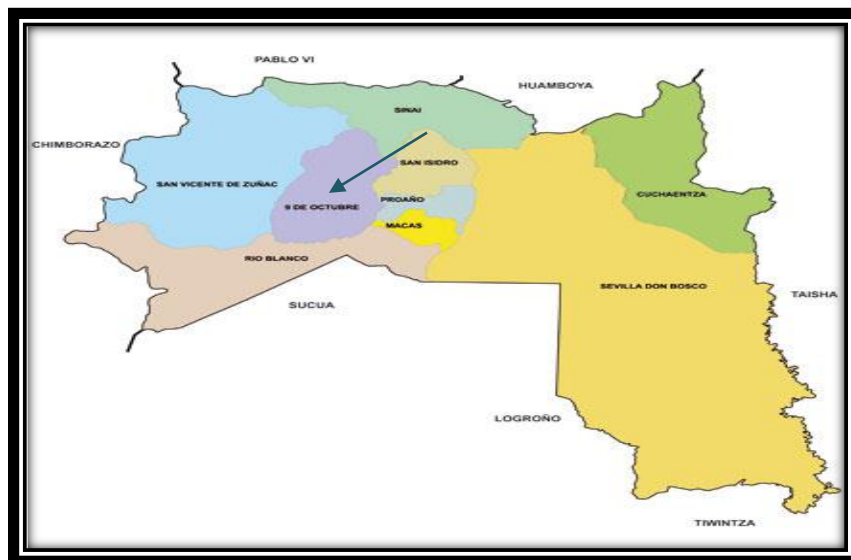 PABLO VI
HUAMBOYA
SINAI
CHIMBORAZO
SAN ISIDRO
SAN VICENTE DE ZUÑAC
CUCHAENTZA
PROAÑO
9 DE OCTUBRE
MACAS
RIO BLANCO
SEVILLA DON BOSCO
TAISHA
SUCUA
LOGROÑO
TIWINTZA